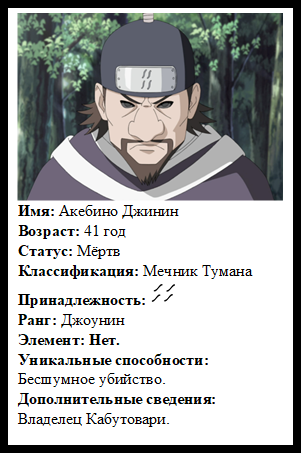 Имя: Акебино Джинин
Возраст: 41 год
Статус: Мёртв
Классификация: Мечник Тумана
Принадлежность:
Ранг: Джоунин
Элемент: Нет.
Уникальные способности:
Бесшумное убийство.
Дополнительные сведения:
Владелец Кабутовари.